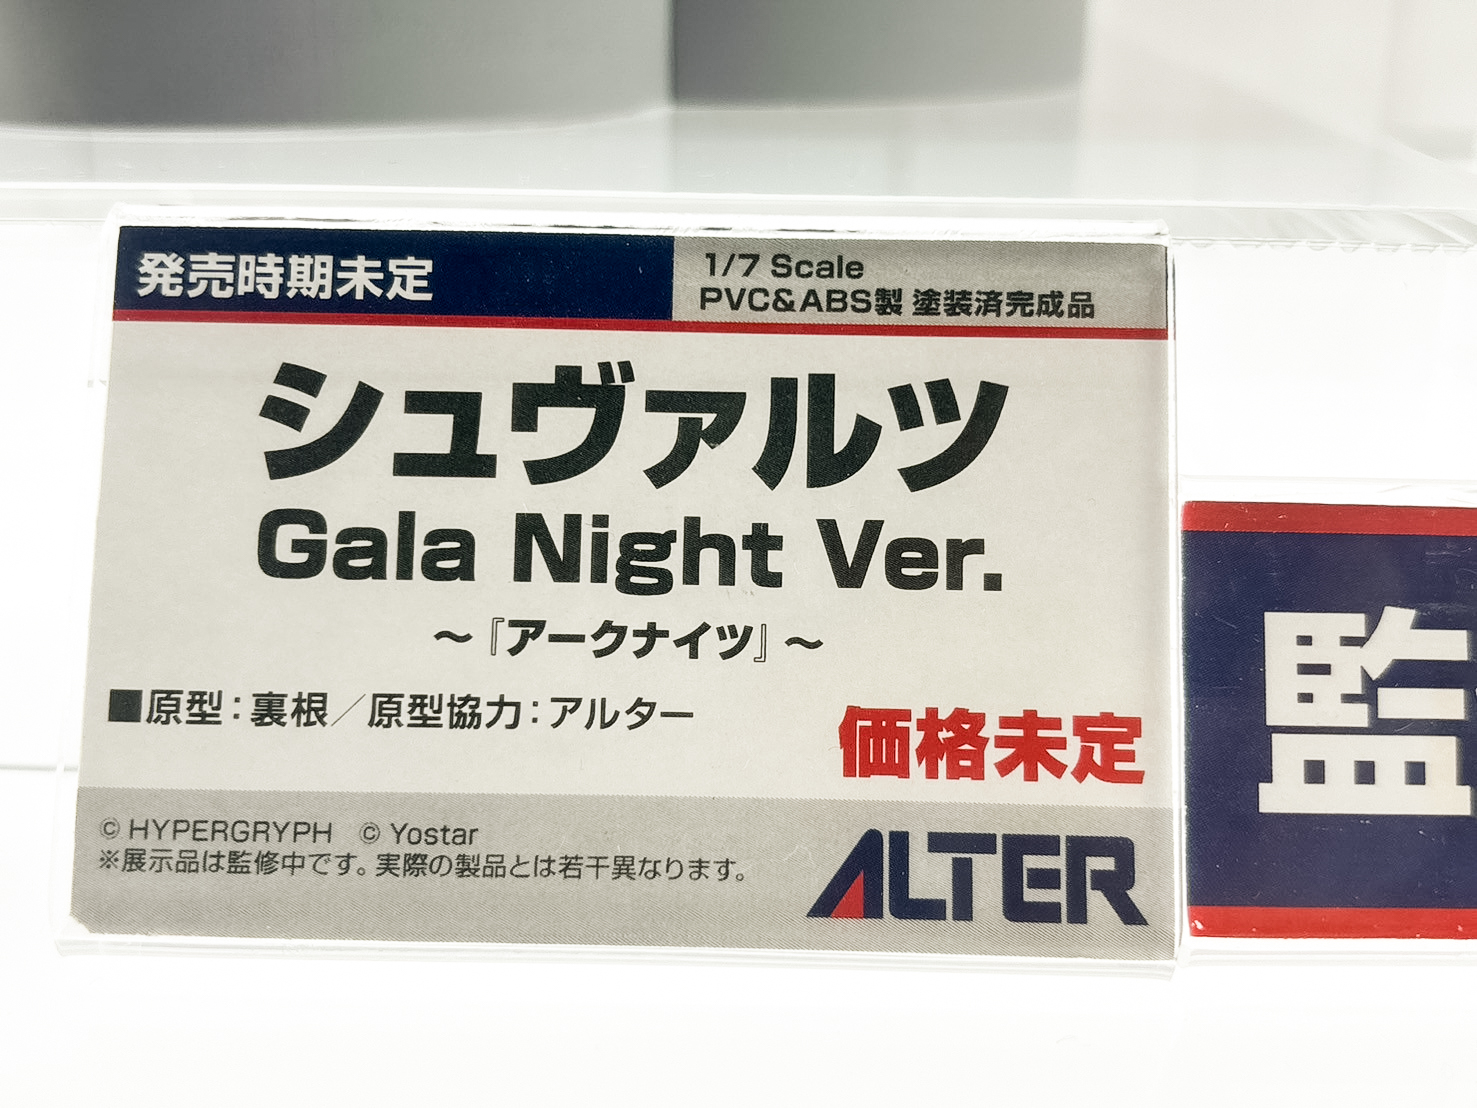 発売時期未定
1/7 Scale
PVC&ABS製 塗装済完成品
シュヴァルツ
Gala Night Ver.
～『アークナイツ』～
■原型：裏根／原型協力：アルター
価格未定
© HYPERGRYPH © Yostar
※展示品は監修中です。実際の製品とは若干異なります。
ALTER
監